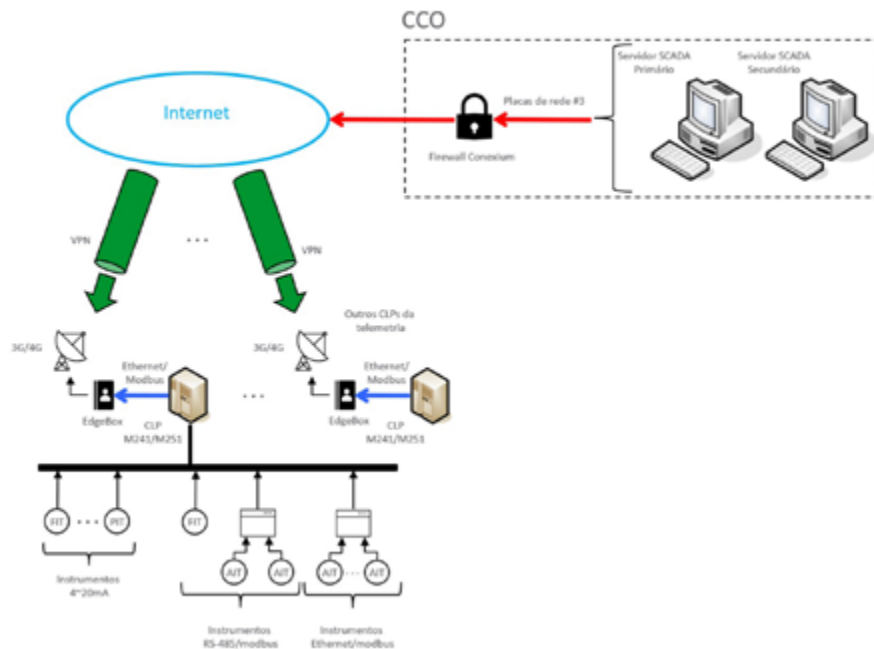 CCO
Servidor SCADA
Primário
Servidor SCADA
Secundário
Internet
Placas de rede #3
Firewall Conexium
VPN
...
VPN
Outros CLPs da
telemetria
3G/4G
3G/4G
Ethernet/
Modbus
Ethernet/
Modbus
...
EdgeBox
EdgeBox
CLP
M241/M251
CLP
M241/M251
FIT
...
PIT
FIT
AIT
AIT
AIT
...
AIT
Instrumentos
4~20mA
Instrumentos
RS-485/modbus
Instrumentos
Ethernet/modbus